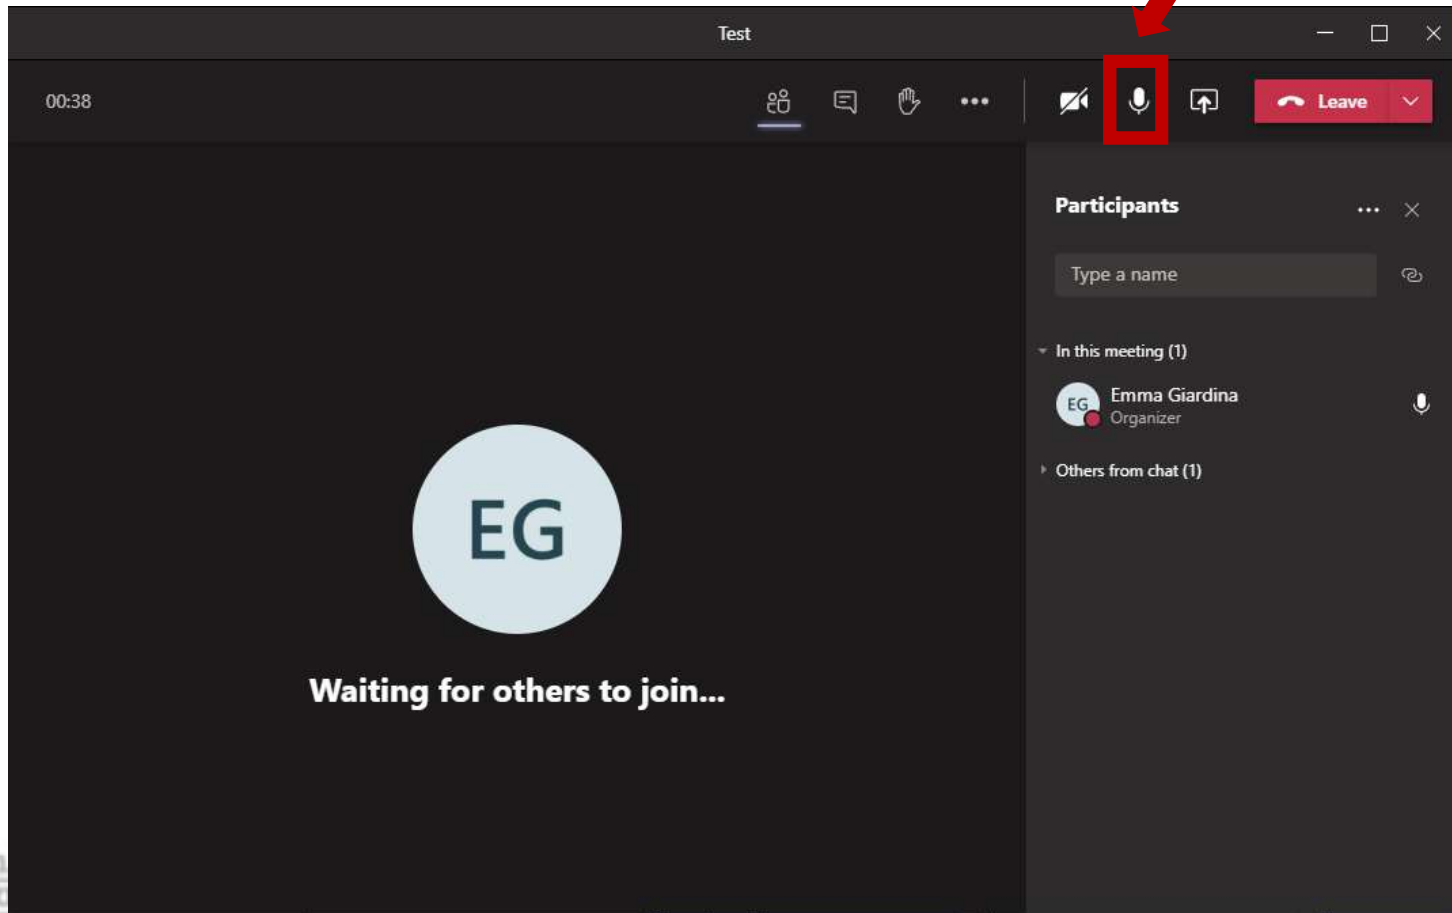 Test
00:38
Leave
Participants
Type a name
In this meeting (1)
EG
Emma Giardina
Organizer
Others from chat (1)
EG
Waiting for others to join...